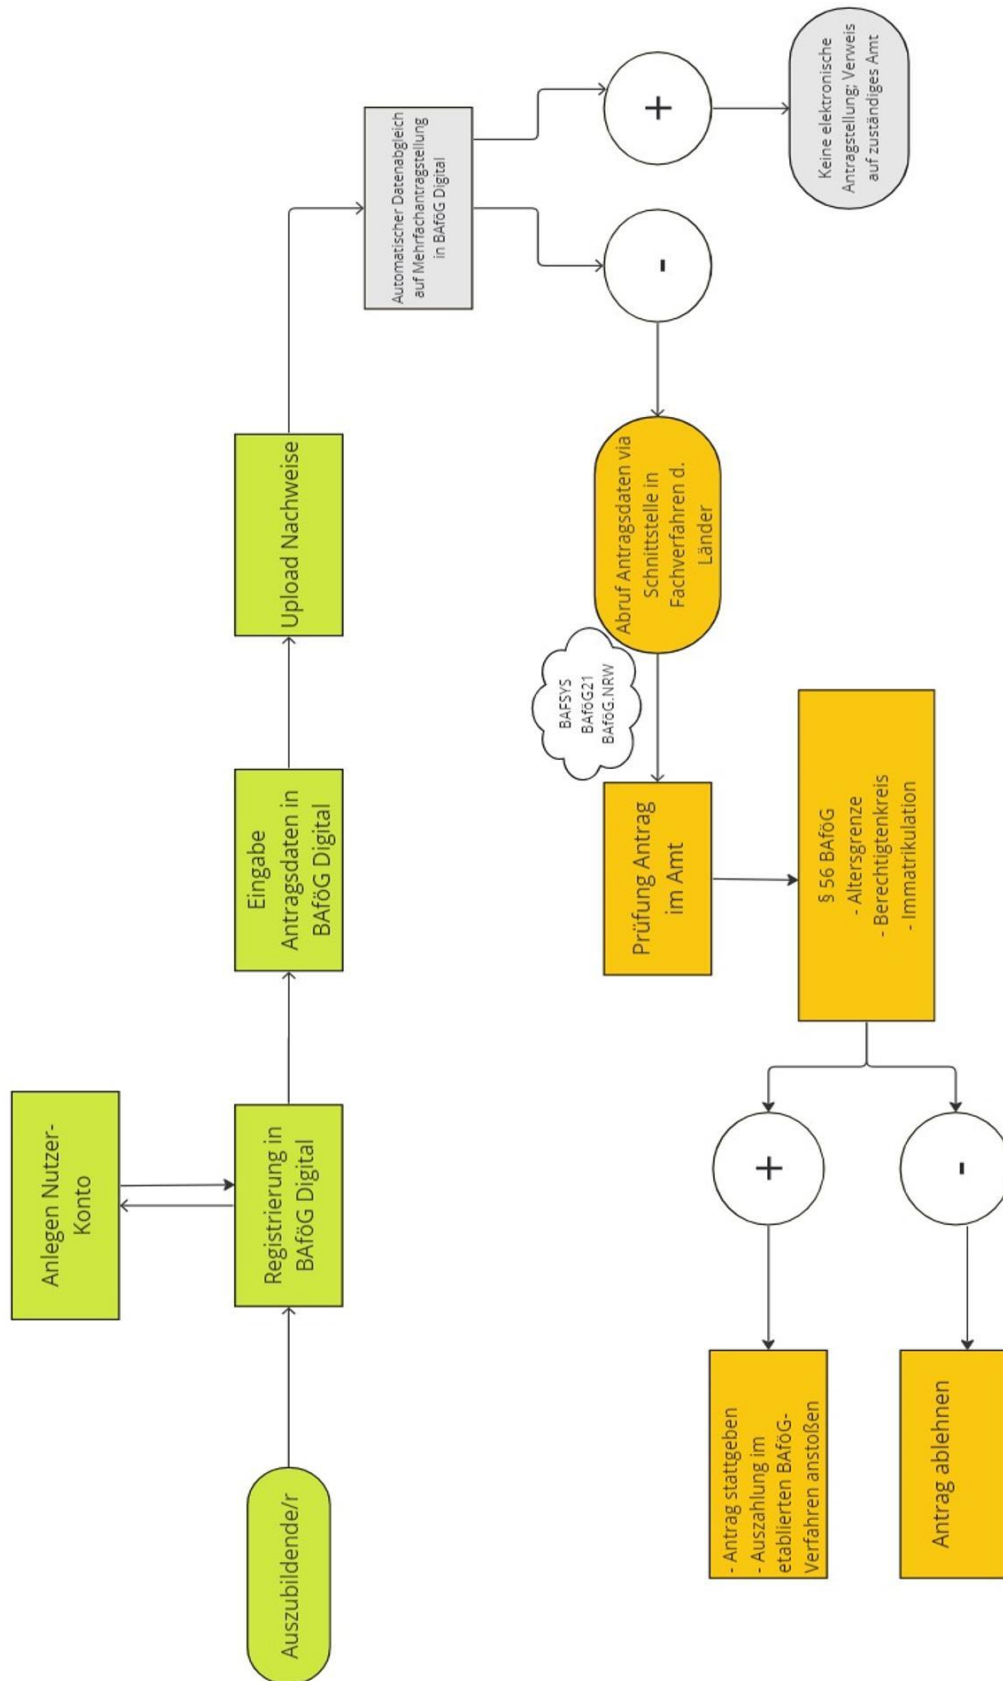 Auszubildende/r
Anlegen Nutzer-
Konto
Registrierung in
BAföG Digital
Eingabe
Antragsdaten in
BAföG Digital
Upload Nachweise
Automatischer Datenabgleich
auf Mehrfachantragstellung
in BAföG Digital
+
Keine elektronische
Antragstellung; Verweis
auf zuständiges Amt
-
Abruf Antragsdaten via
Schnittstelle in
Fachverfahren d.
Länder
BAFSYS
BAföG21
BAföG.NRW
Prüfung Antrag
im Amt
§ 56 BAföG
- Altersgrenze
- Berechtigtenkreis
- Immatrikulation
+
- Antrag stattgeben
- Auszahlung im
etablierten BAföG-
Verfahren anstoßen
-
Antrag ablehnen